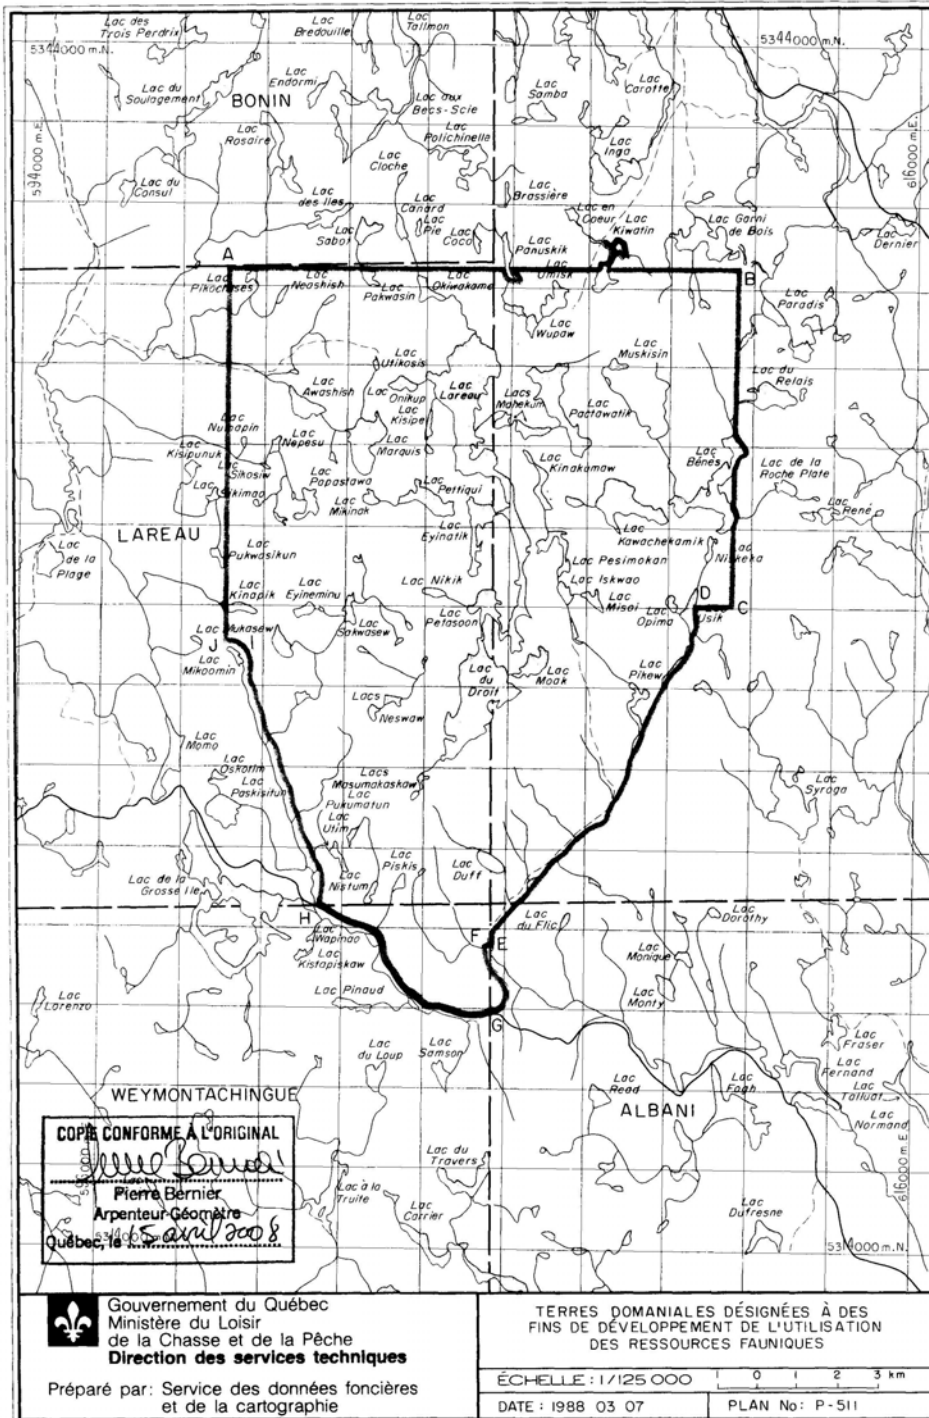 Lac des
Trois Perdrix
Lac
Bredouille
Lac
Tallmon
5344000 m.N.
5344000 m.N.
Lac
Endormi
Lac du
Soulagement
BONIN
Lac aux
Becs-Scie
Lac
Samba
Lac
Carotte
594000 m.E.
616000 m.E.
Lac
Rosaire
Lac
Polichinelle
Lac
Inga
Lac
Cloche
Lac du
Consul
Lac
des Iles
Lac
Canard
Lac
Brassière
Lac en
Coeur
Lac
Kiwatin
Lac Garni
de Bois
Lac
Sabot
Lac
Pie
Lac
Coco
Lac
Dernier
A
Lac
Panuskik
Lac
Pikochises
Lac
Neashish
Lac
Pakwasin
Lac
Okiwakame
Lac
Umisk
B
Lac
Paradis
Lac
Wupaw
Lac
Utikosis
Lac
Muskisin
Lac du
Relais
Lac
Awashish
Lac
Onikup
Lac
Lareau
Lacs
Mahekum
Lac
Pactawatik
Lac
Kisipe
Lac
Lac
Nepesu
Lac
Marquis
Lac
Kisipunuk
Lac
Sikosiw
Lac
Kinakamaw
Lac
Bénès
Lac de la
Roche Plate
Lac
Sikimao
Lac
Papastawa
Lac
Mikinak
Lac
Pettiqui
Lac
René
LAREAU
Lac
Eyinatik
Lac
Kawachekamik
Lac
de la
Plage
Lac
Pukwasikun
Lac Pesimokan
Lac
Niskeka
Lac
Kinapik
Lac
Eyineminu
Lac Nikik
Lac Iskwao
Lac
Misoi
Lac
Opima
D
C
Usik
Lac
Mukasew
Lac
Sakwasew
Lac
Petasoon
J
Lac
Mikoomin
Lac
du
Droit
Lac
Moak
Lac
Pikew
Lacs
Neswaw
Lac
Momo
Lac
Oskotim
Lac
Paskisitun
Lacs
Masumakaskaw
Lac
Pukumatun
Lac
Syroga
Lac
Utim
Lac
Piskis
Lac
Duff
Lac de la
Grosse Ile
Lac
Nistum
H
Lac
Wapinao
F
E
Lac
du Flic
Lac
Dorothy
Lac
Kistapiskaw
Lac
Monique
Lac Pinaud
Lac
Monty
Lac
Lorenzo
G
Lac
du Loup
Lac
Samson
Lac
Fraser
Lac
Fernand
Lac
Read
Lac
Fogh
Lac
Talluat
WEYMONTACHINGUE
ALBANI
Lac
Normand
COPIE CONFORME À L'ORIGINAL
Pierre Bernier
Arpenteur-Géomètre
Québec, le 15 avril 2008
5314000 m.N.
Lac du
Travers
Lac à la
Truite
Lac
Carrier
Lac
Dufresne
616000 m E
5314000 m.N.
Gouvernement du Québec
Ministère du Loisir
de la Chasse et de la Pêche
Direction des services techniques
Préparé par: Service des données foncières
et de la cartographie
TERRES DOMANIALES DÉSIGNÉES À DES
FINS DE DÉVELOPPEMENT DE L'UTILISATION
DES RESSOURCES FAUNIQUES
ÉCHELLE : 1/125 000
1 0 1 2 3 km
DATE : 1988 03 07
PLAN No: P-511